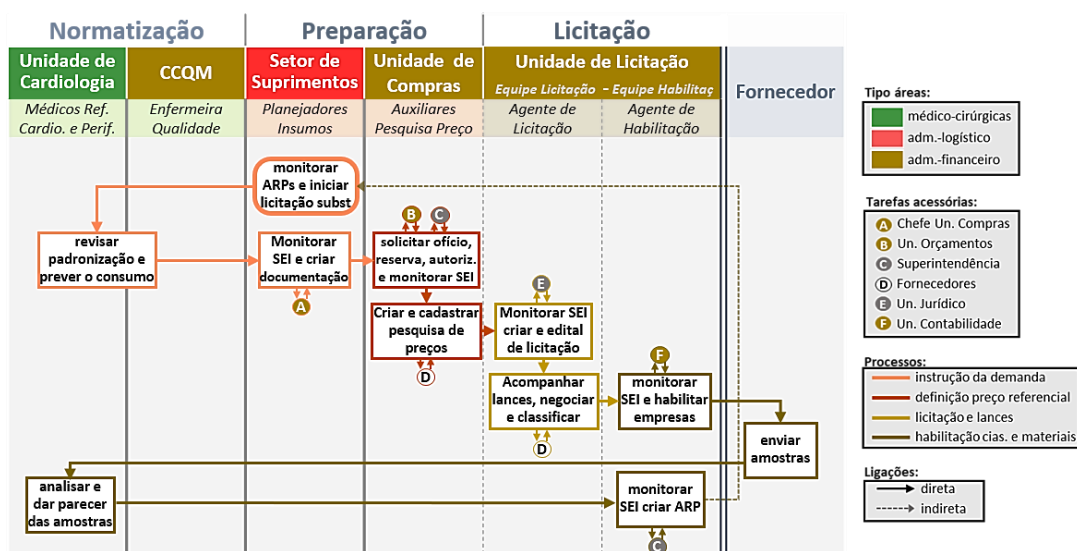 Normatização
Preparação
Licitação
Unidade de
Cardiologia
CCQM
Setor de
Suprimentos
Unidade de
Compras
Unidade de Licitação
Equipe Licitação - Equipe Habilitaç
Fornecedor
Médicos Ref.
Cardio. e Perif.
Enfermeira
Qualidade
Planejadores
Insumos
Auxiliares
Pesquisa Preço
Agente de
Licitação
Agente de
Habilitação
monitorar
ARPs e iniciar
licitação subst
revisar
padronização e
prever o consumo
Monitorar
SEI e criar
documentação
A
B
C
solicitar ofício,
reserva, autoriz.
e monitorar SEI
Criar e cadastrar
pesquisa de
preços
D
E
Monitorar SEI
criar e edital
de licitação
Acompanhar
lances, negociar
e classificar
D
F
monitorar
SEI e habilitar
empresas
enviar
amostras
analisar e
dar parecer
das amostras
monitorar
SEI criar ARP
C
Tipo áreas:
médico-cirúrgicas
adm.-logístico
adm.-financeiro
Tarefas acessórias:
A Chefe Un. Compras
B Un. Orçamentos
C Superintendência
D Fornecedores
E Un. Jurídico
F Un. Contabilidade
Processos:
instrução da demanda
definição preço referencial
licitação e lances
habilitação cias. e materiais
Ligações:
direta
indireta